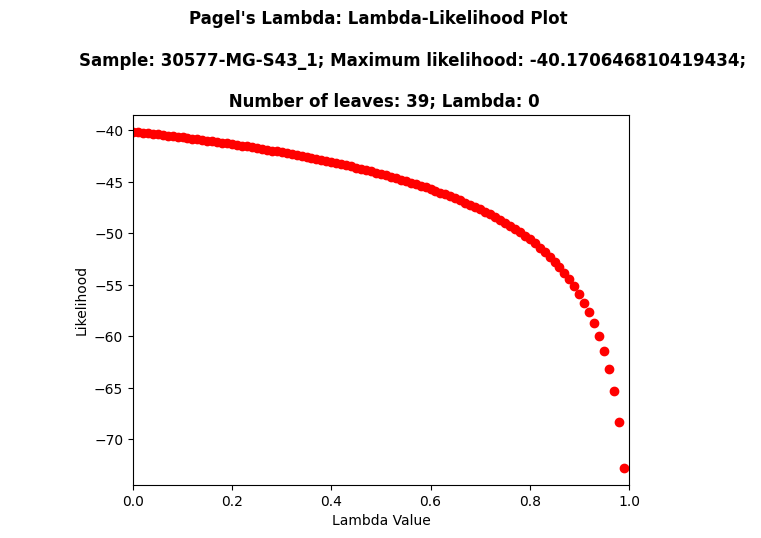 Pagel's Lambda: Lambda-Likelihood Plot
Sample: 30577-MG-S43_1; Maximum likelihood: -40.170646810419434;
Number of leaves: 39; Lambda: 0
−40
−45
−50
−55
−60
−65
−70
Likelihood
0.0 0.2 0.4 0.6 0.8 1.0
Lambda Value